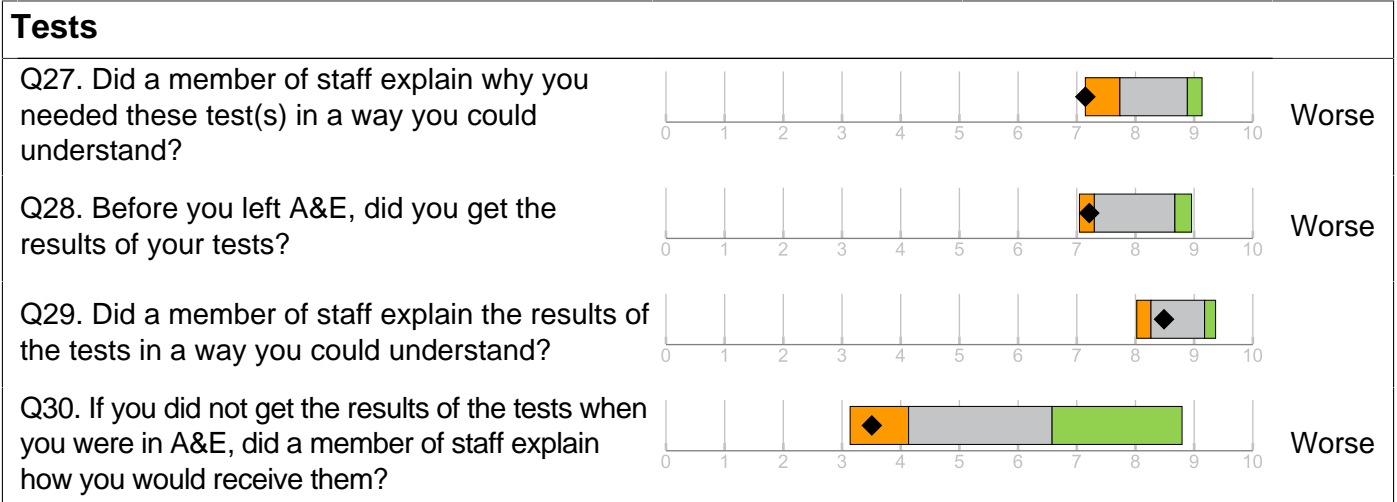 Tests
Q27. Did a member of staff explain why you
needed these test(s) in a way you could
understand?
0 1 2 3 4 5 6 7 8 9 10
Worse
Q28. Before you left A&E, did you get the
results of your tests?
0 1 2 3 4 5 6 7 8 9 10
Worse
Q29. Did a member of staff explain the results of
the tests in a way you could understand?
0 1 2 3 4 5 6 7 8 9 10
Q30. If you did not get the results of the tests when
you were in A&E, did a member of staff explain
how you would receive them?
0 1 2 3 4 5 6 7 8 9 10
Worse